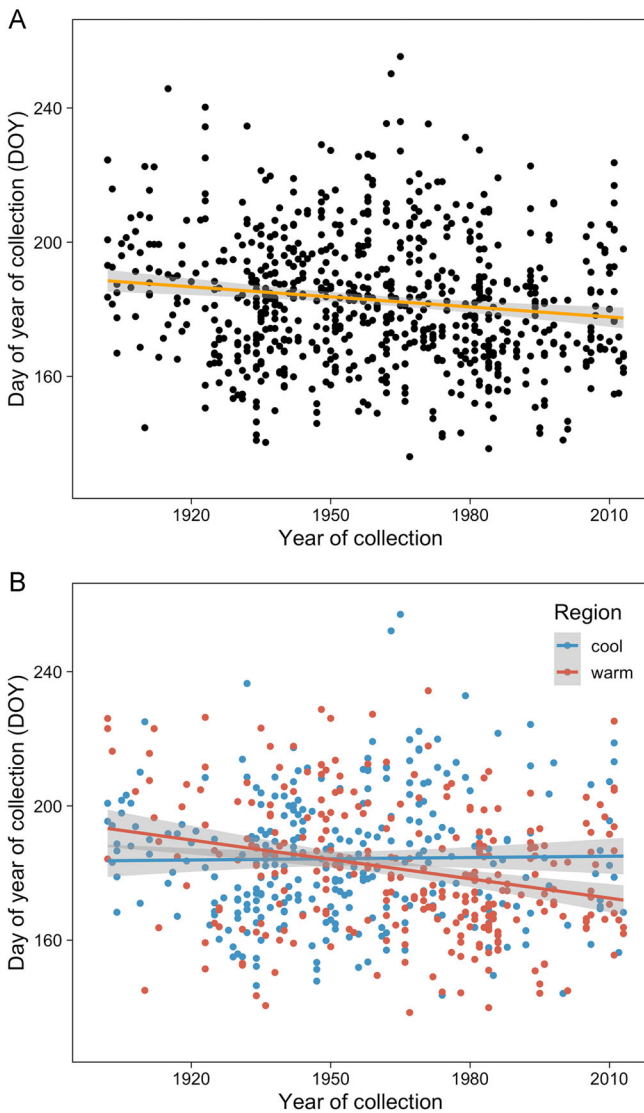 A
Day of year of collection (DOY)
240
200
160
1920
1950
1980
2010
Year of collection
B
Day of year of collection (DOY)
240
200
160
Region
cool
warm
1920
1950
1980
2010
Year of collection